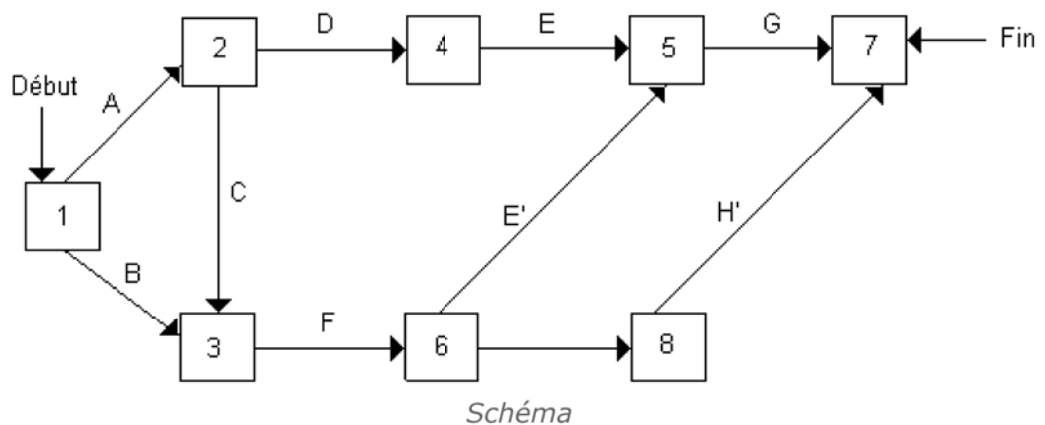 D E G
2 4 5 7 Fin
Début A
C
1 E' H'
B
F
3 6 8
Schéma